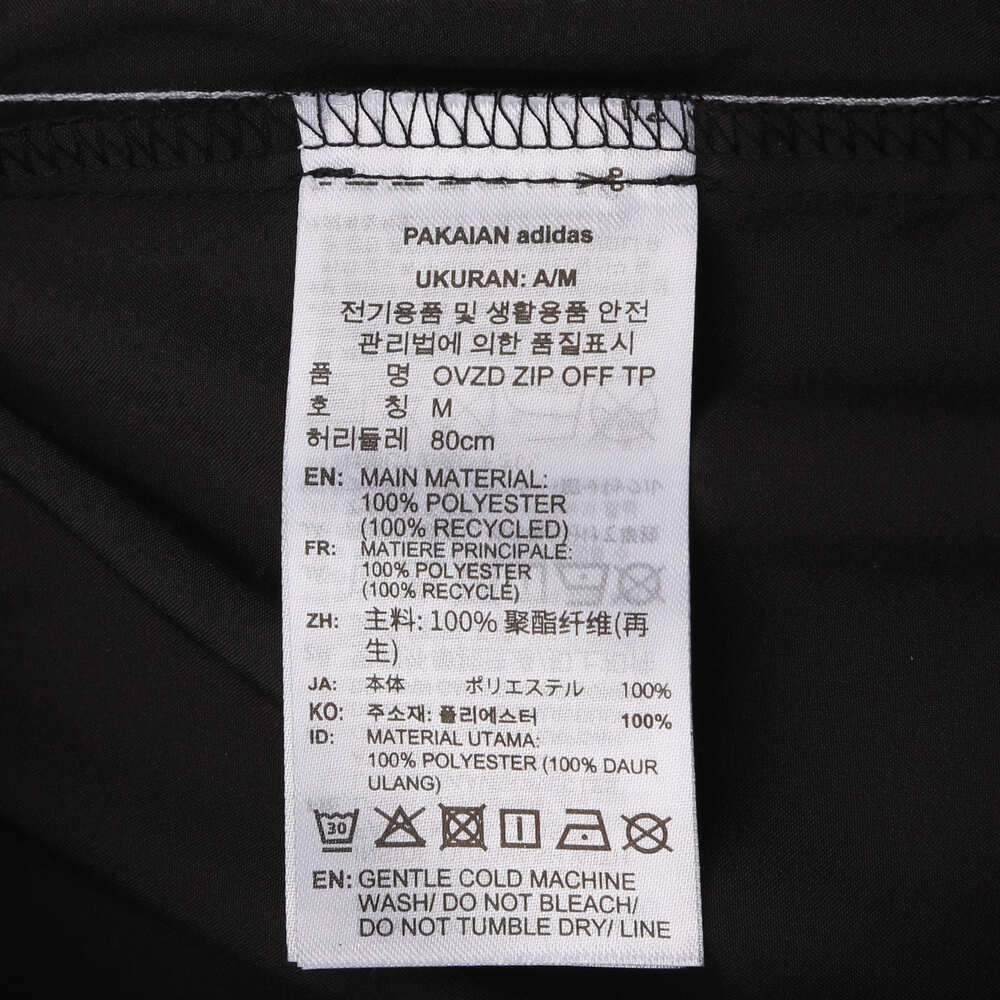 PAKAIAN adidas
UKURAN: A/M
전기용품 및 생활용품 안전
관리법에 의한 품질표시
품 명 OVZD ZIP OFF TP
호 칭 M
허리둘레 80cm
EN: MAIN MATERIAL:
100% POLYESTER
(100% RECYCLED)
FR: MATIERE PRINCIPALE:
100% POLYESTER
(100% RECYCLÉ)
ZH: 主料: 100% 聚酯纤维(再
生)
JA: 本体 ポリエステル 100%
KO: 주소재: 폴리에스터 100%
ID: MATERIAL UTAMA:
100% POLYESTER (100% DAUR
ULANG)
30
EN: GENTLE COLD MACHINE
WASH/ DO NOT BLEACH/
DO NOT TUMBLE DRY/ LINE